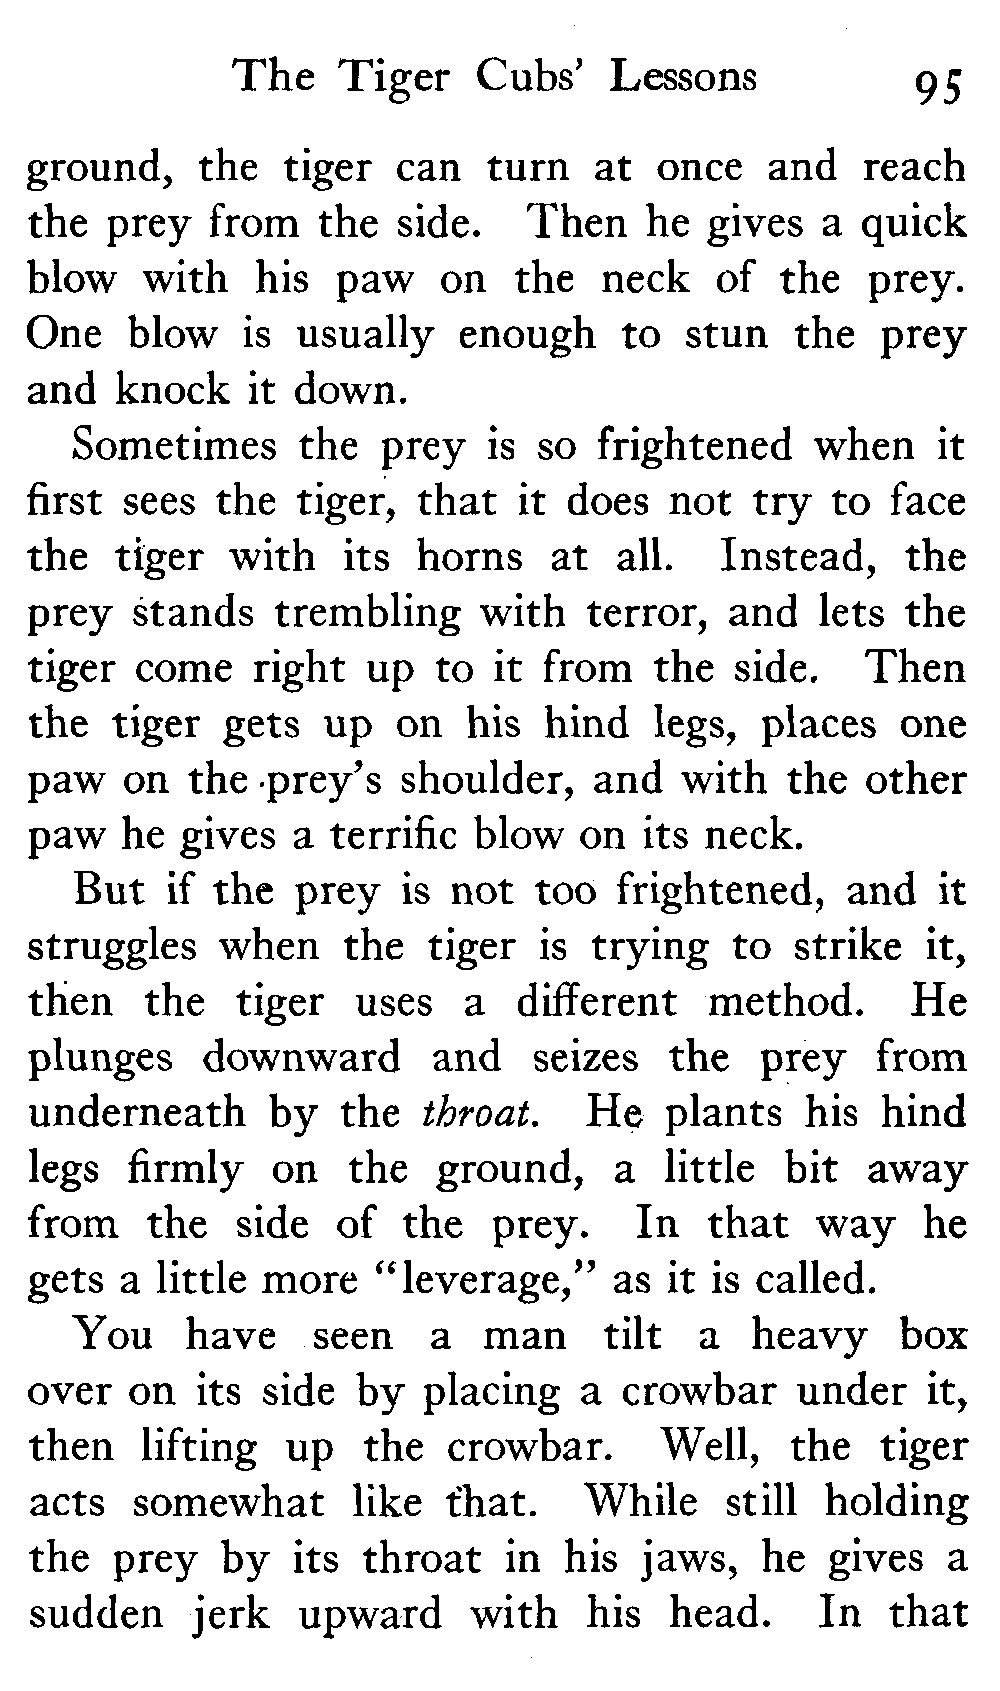 The Tiger Cubs' Lessons 95
ground, the tiger can turn at once and reach
the prey from the side. Then he gives a quick
blow with his paw on the neck of the prey.
One blow is usually enough to stun the prey
and knock it down.
Sometimes the prey is so frightened when it
first sees the tiger, that it does not try to face
the tiger with its horns at all. Instead, the
prey stands trembling with terror, and lets the
tiger come right up to it from the side. Then
the tiger gets up on his hind legs, places one
paw on the prey's shoulder, and with the other
paw he gives a terrific blow on its neck.
But if the prey is not too frightened, and it
struggles when the tiger is trying to strike it,
then the tiger uses a different method. He
plunges downward and seizes the prey from
underneath by the throat. He plants his hind
legs firmly on the ground, a little bit away
from the side of the prey. In that way he
gets a little more "leverage," as it is called.
You have seen a man tilt a heavy box
over on its side by placing a crowbar under it,
then lifting up the crowbar. Well, the tiger
acts somewhat like that. While still holding
the prey by its throat in his jaws, he gives a
sudden jerk upward with his head. In that